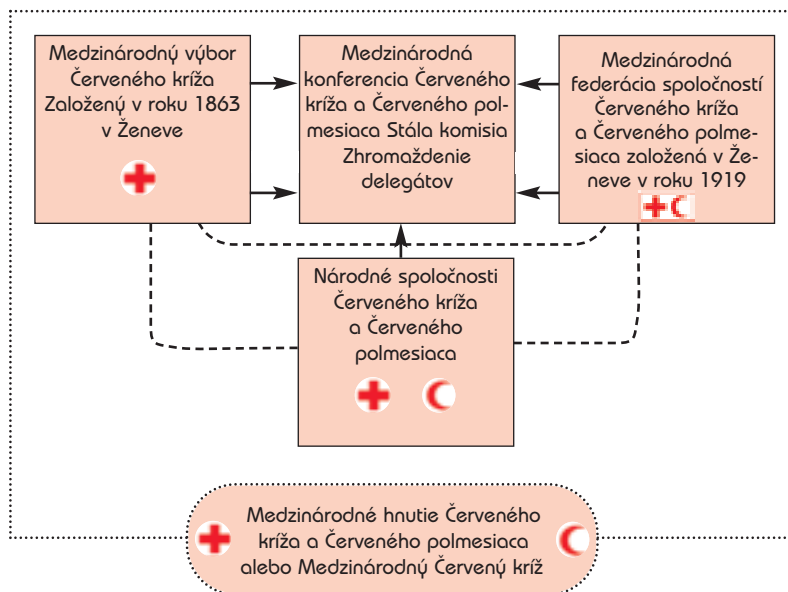 Medzinárodný výbor
Červeného kríža
Založený v roku 1863
v Ženeve
Medzinárodná
konferencia Červeného
kríža a Červeného pol-
mesiaca Stála komisia
Zhromaždenie
delegátov
Medzinárodná
federácia spoločností
Červeného kríža
a Červeného polme-
siaca založená v Že-
neve v roku 1919
Národné spoločnosti
Červeného kríža
a Červeného
polmesiaca
Medzinárodné hnutie Červeného
kríža a Červeného polmesiaca
alebo Medzinárodný Červený kríž